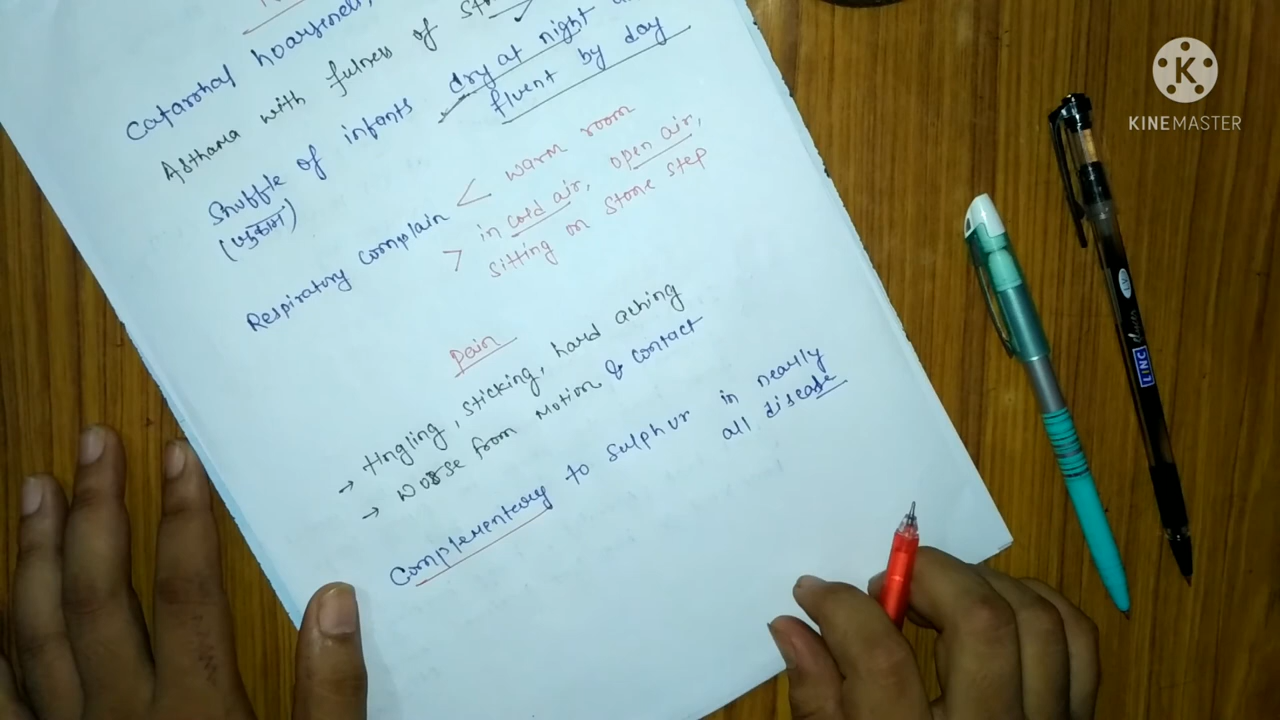 Catarrhal hoarseness,
Asthama with fulness of
Snuffle of infants dry at night
(जुकाम)
fluent by day
Respiratory complain < warm room
> in cold air, open air,
sitting on stone step
Pain
→ tingling, sticking, hard aching
→ worse from motion & contact
Complementary to sulphur in nearly
all disease
KINEMASTER
LINC